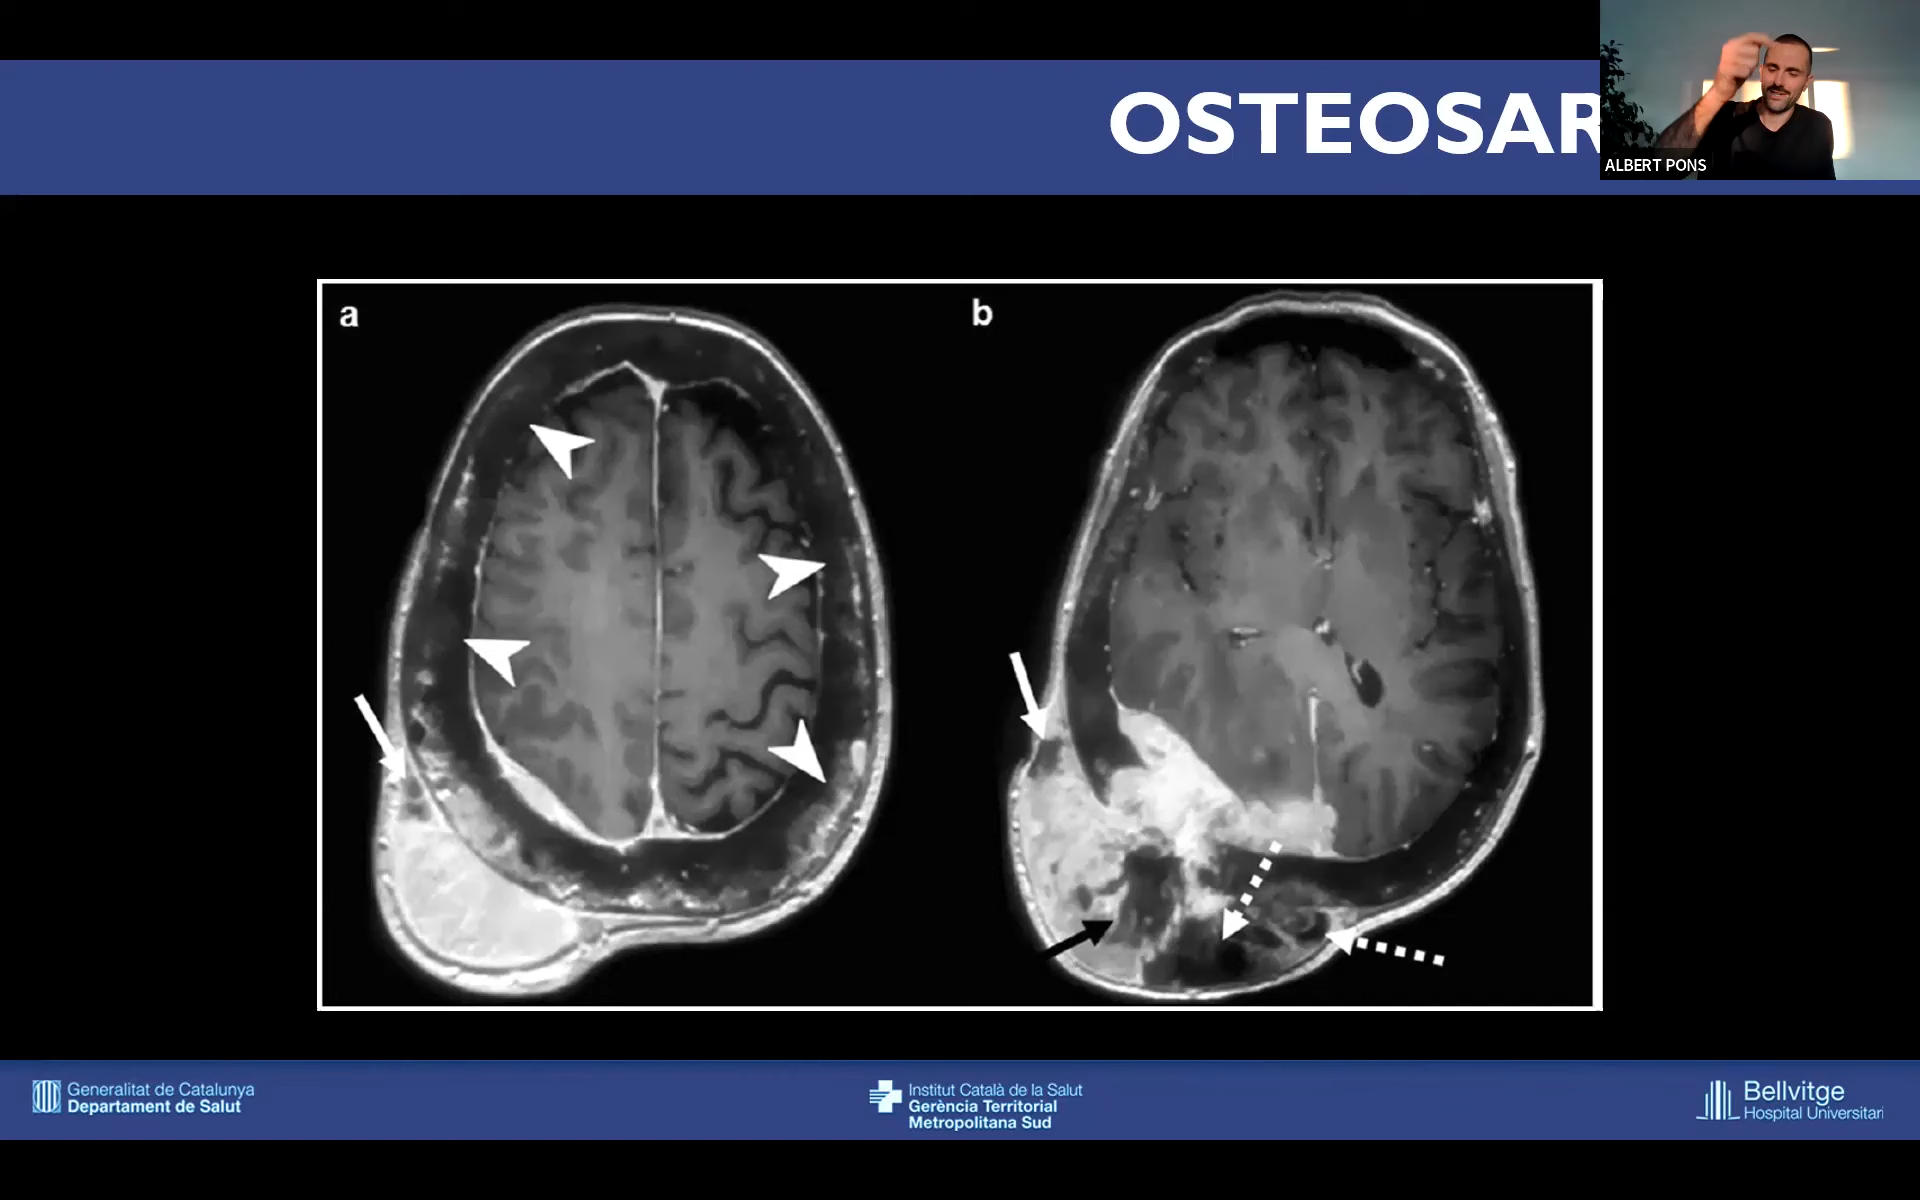 OSTEOSAR
ALBERT PONS
a
b
Generalitat de Catalunya
Departament de Salut
Institut Català de la Salut
Gerència Territorial
Metropolitana Sud
Bellvitge
Hospital Universitari